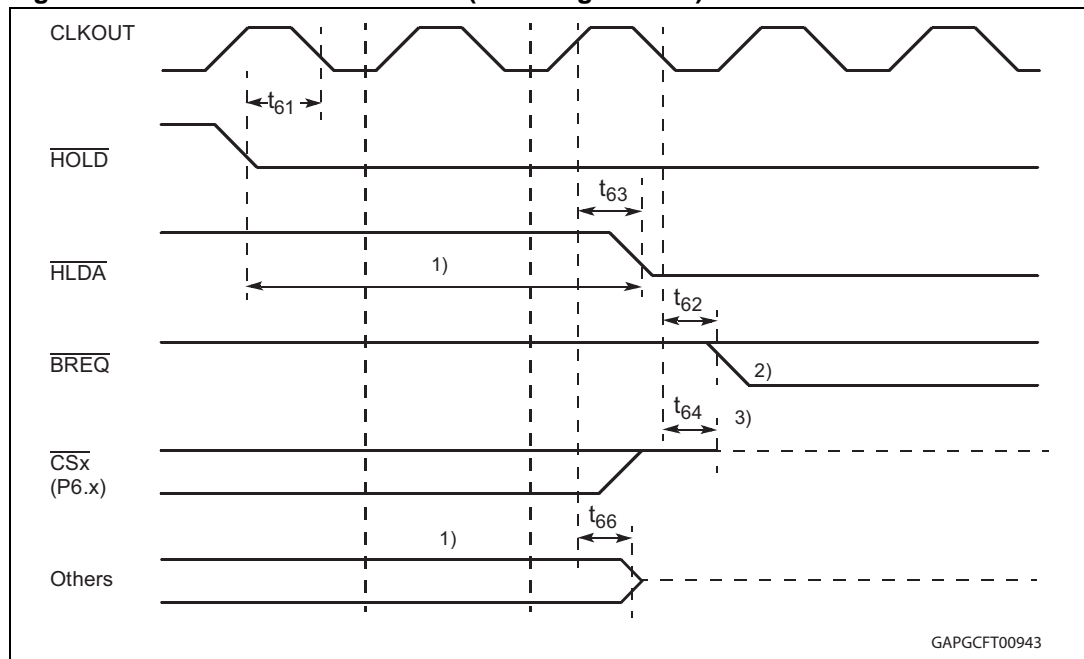 CLKOUT
t61
HOLD
t63
HLDA
1)
t62
BREQ
2)
t64
3)
CSx
(P6.x)
t66
1)
Others
GAPGCFT00943